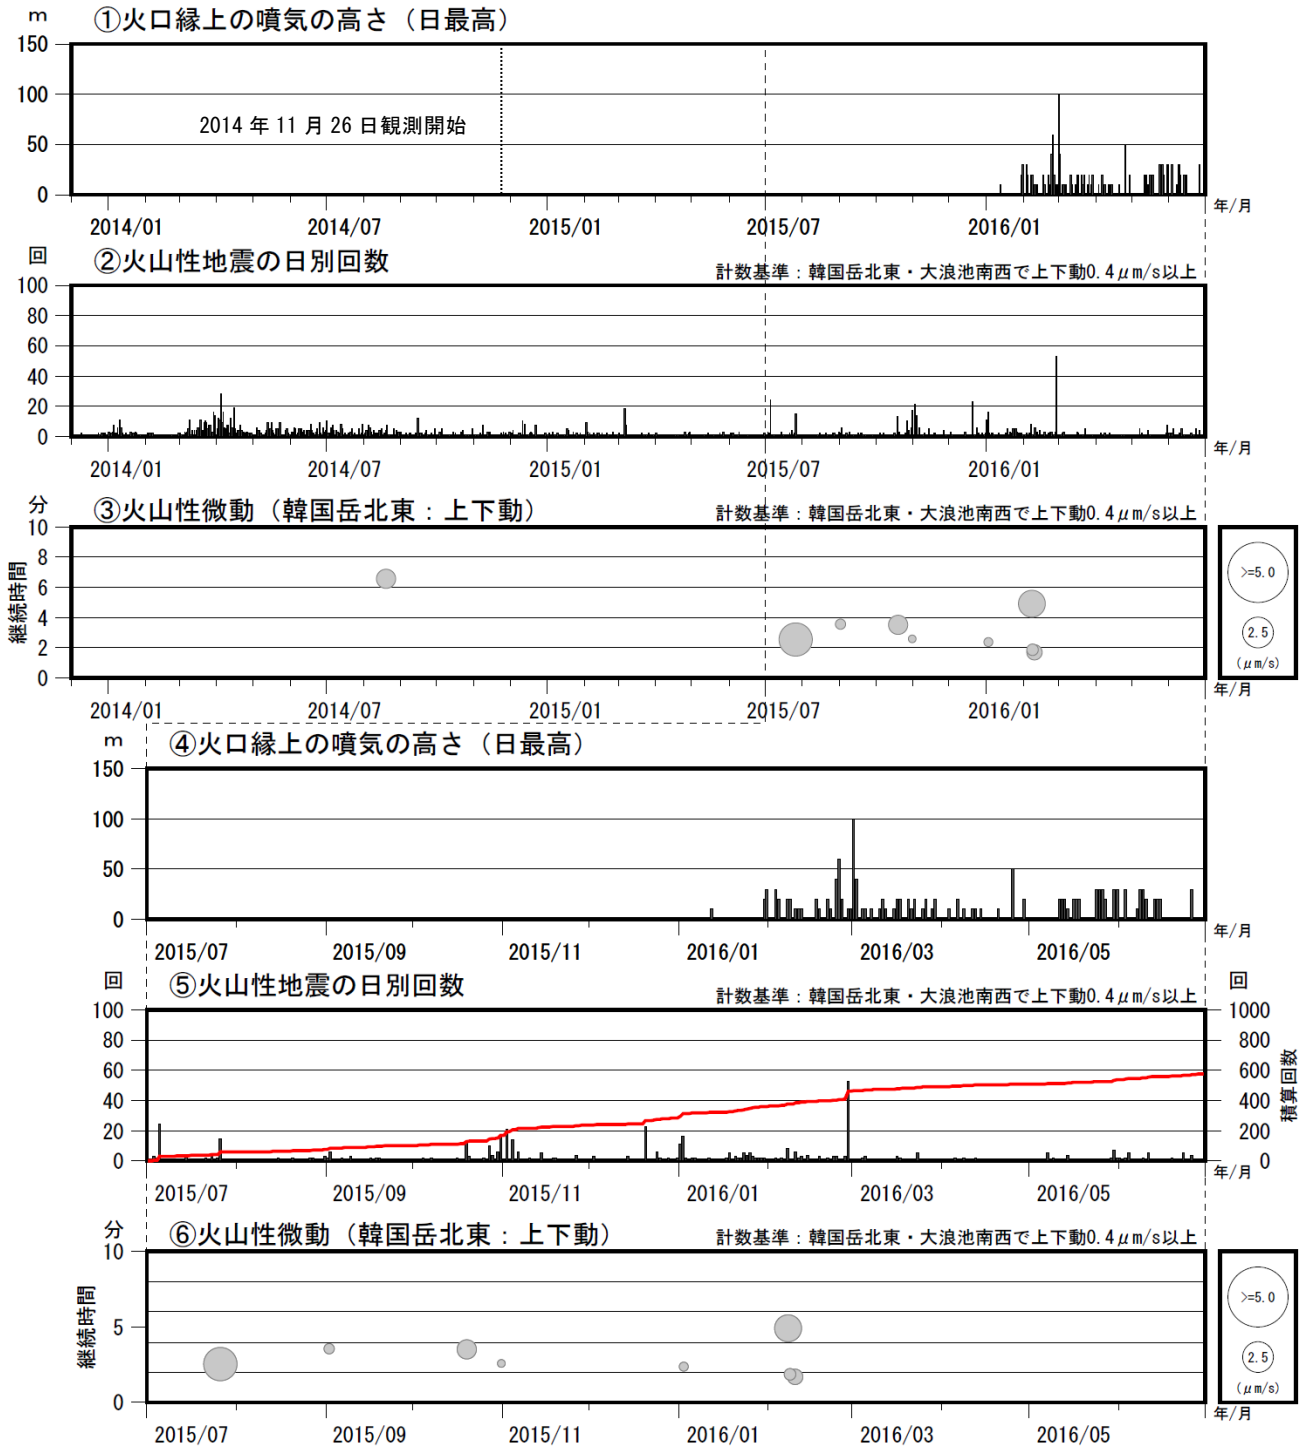 m ①火口縁上の噴気の高さ（日最高）
150
100
50
0
2014年11月26日観測開始
2014/01 2014/07 2015/01 2015/07 2016/01 年/月
回 ②火山性地震の日別回数
計数基準：韓国岳北東・大浪池南西で上下動0.4μm/s以上
100
80
60
40
20
0
2014/01 2014/07 2015/01 2015/07 2016/01 年/月
分 ③火山性微動（韓国岳北東：上下動）
計数基準：韓国岳北東・大浪池南西で上下動0.4μm/s以上
継続時間
10
8
6
4
2
0
>=5.0
2.5
(μm/s)
2014/01 2014/07 2015/01 2015/07 2016/01 年/月
m ④火口縁上の噴気の高さ（日最高）
150
100
50
0
2015/07 2015/09 2015/11 2016/01 2016/03 2016/05 年/月
回 ⑤火山性地震の日別回数 回
計数基準：韓国岳北東・大浪池南西で上下動0.4μm/s以上
100 1000
80 800
60 600
40 400
20 200
0 0
積算回数
2015/07 2015/09 2015/11 2016/01 2016/03 2016/05 年/月
分 ⑥火山性微動（韓国岳北東：上下動）
計数基準：韓国岳北東・大浪池南西で上下動0.4μm/s以上
継続時間
10
5
0
>=5.0
2.5
(μm/s)
2015/07 2015/09 2015/11 2016/01 2016/03 2016/05 年/月